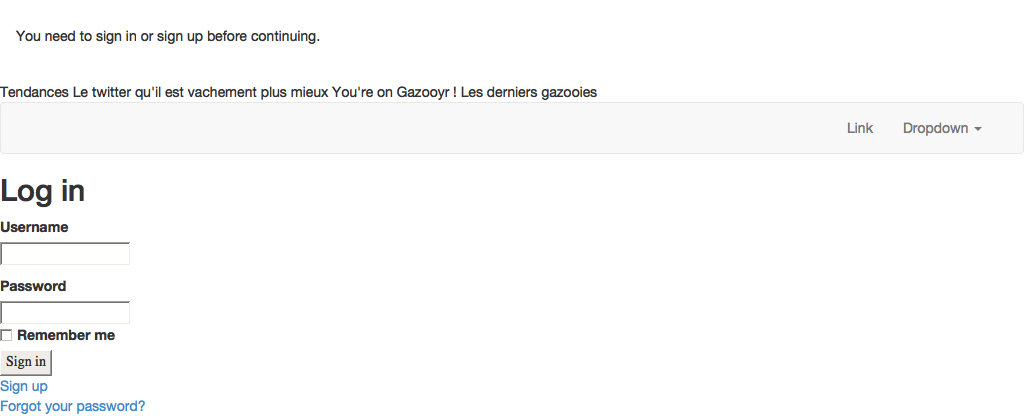 You need to sign in or sign up before continuing.
Tendances Le twitter qu'il est vachement plus mieux You're on Gazooyr ! Les derniers gazooies
Link Dropdown
Log in
Username
Password
Remember me
Sign in
Sign up
Forgot your password?